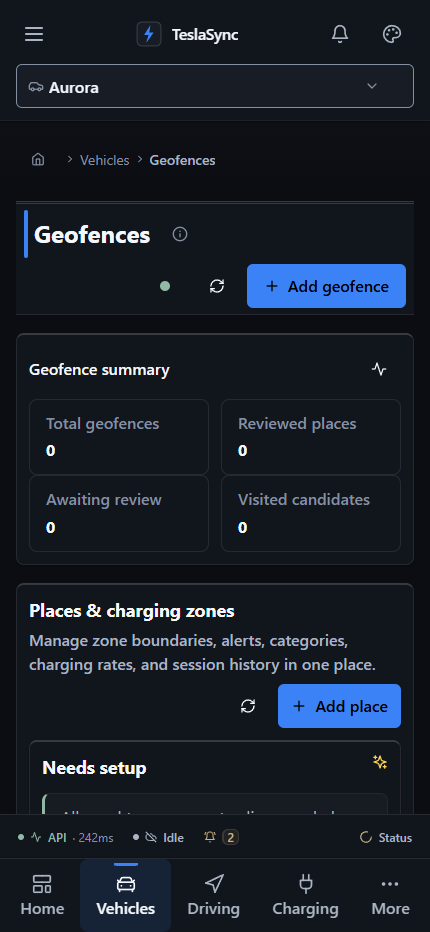 TeslaSync
Aurora
Vehicles
Geofences
Geofences
Add geofence
Geofence summary
Total geofences
0
Reviewed places
0
Awaiting review
0
Visited candidates
0
Places & charging zones
Manage zone boundaries, alerts, categories,
charging rates, and session history in one place.
Add place
Needs setup
API · 242ms
Idle
2
Status
Home
Vehicles
Driving
Charging
More